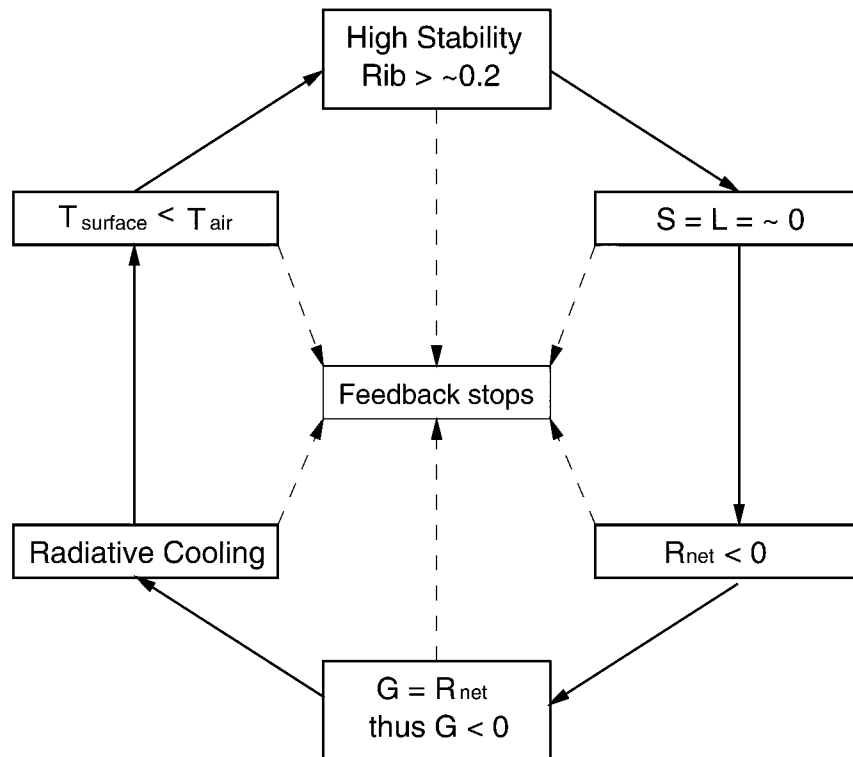 High Stability
Rib > ~0.2
T surface < T air
S = L = ~ 0
Feedback stops
Radiative Cooling
Rnet < 0
G = Rnet
thus G < 0